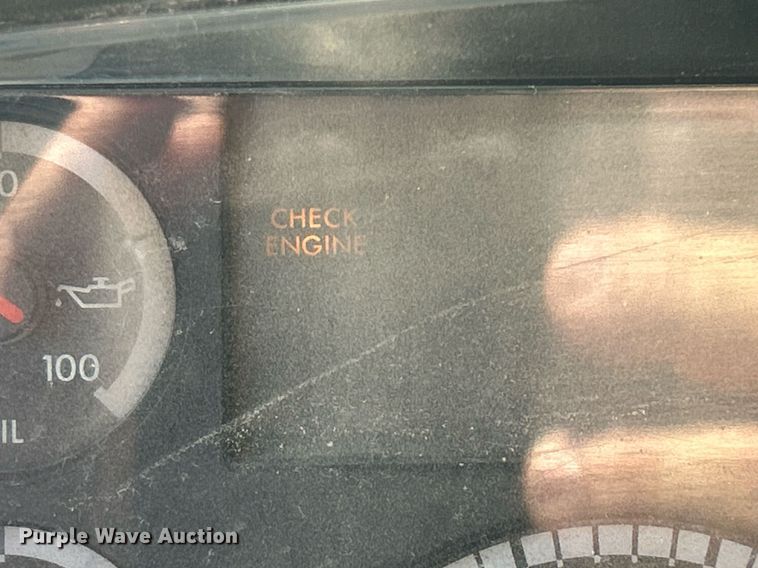 0
CHECK
ENGINE
100
IL
Purple Wave Auction